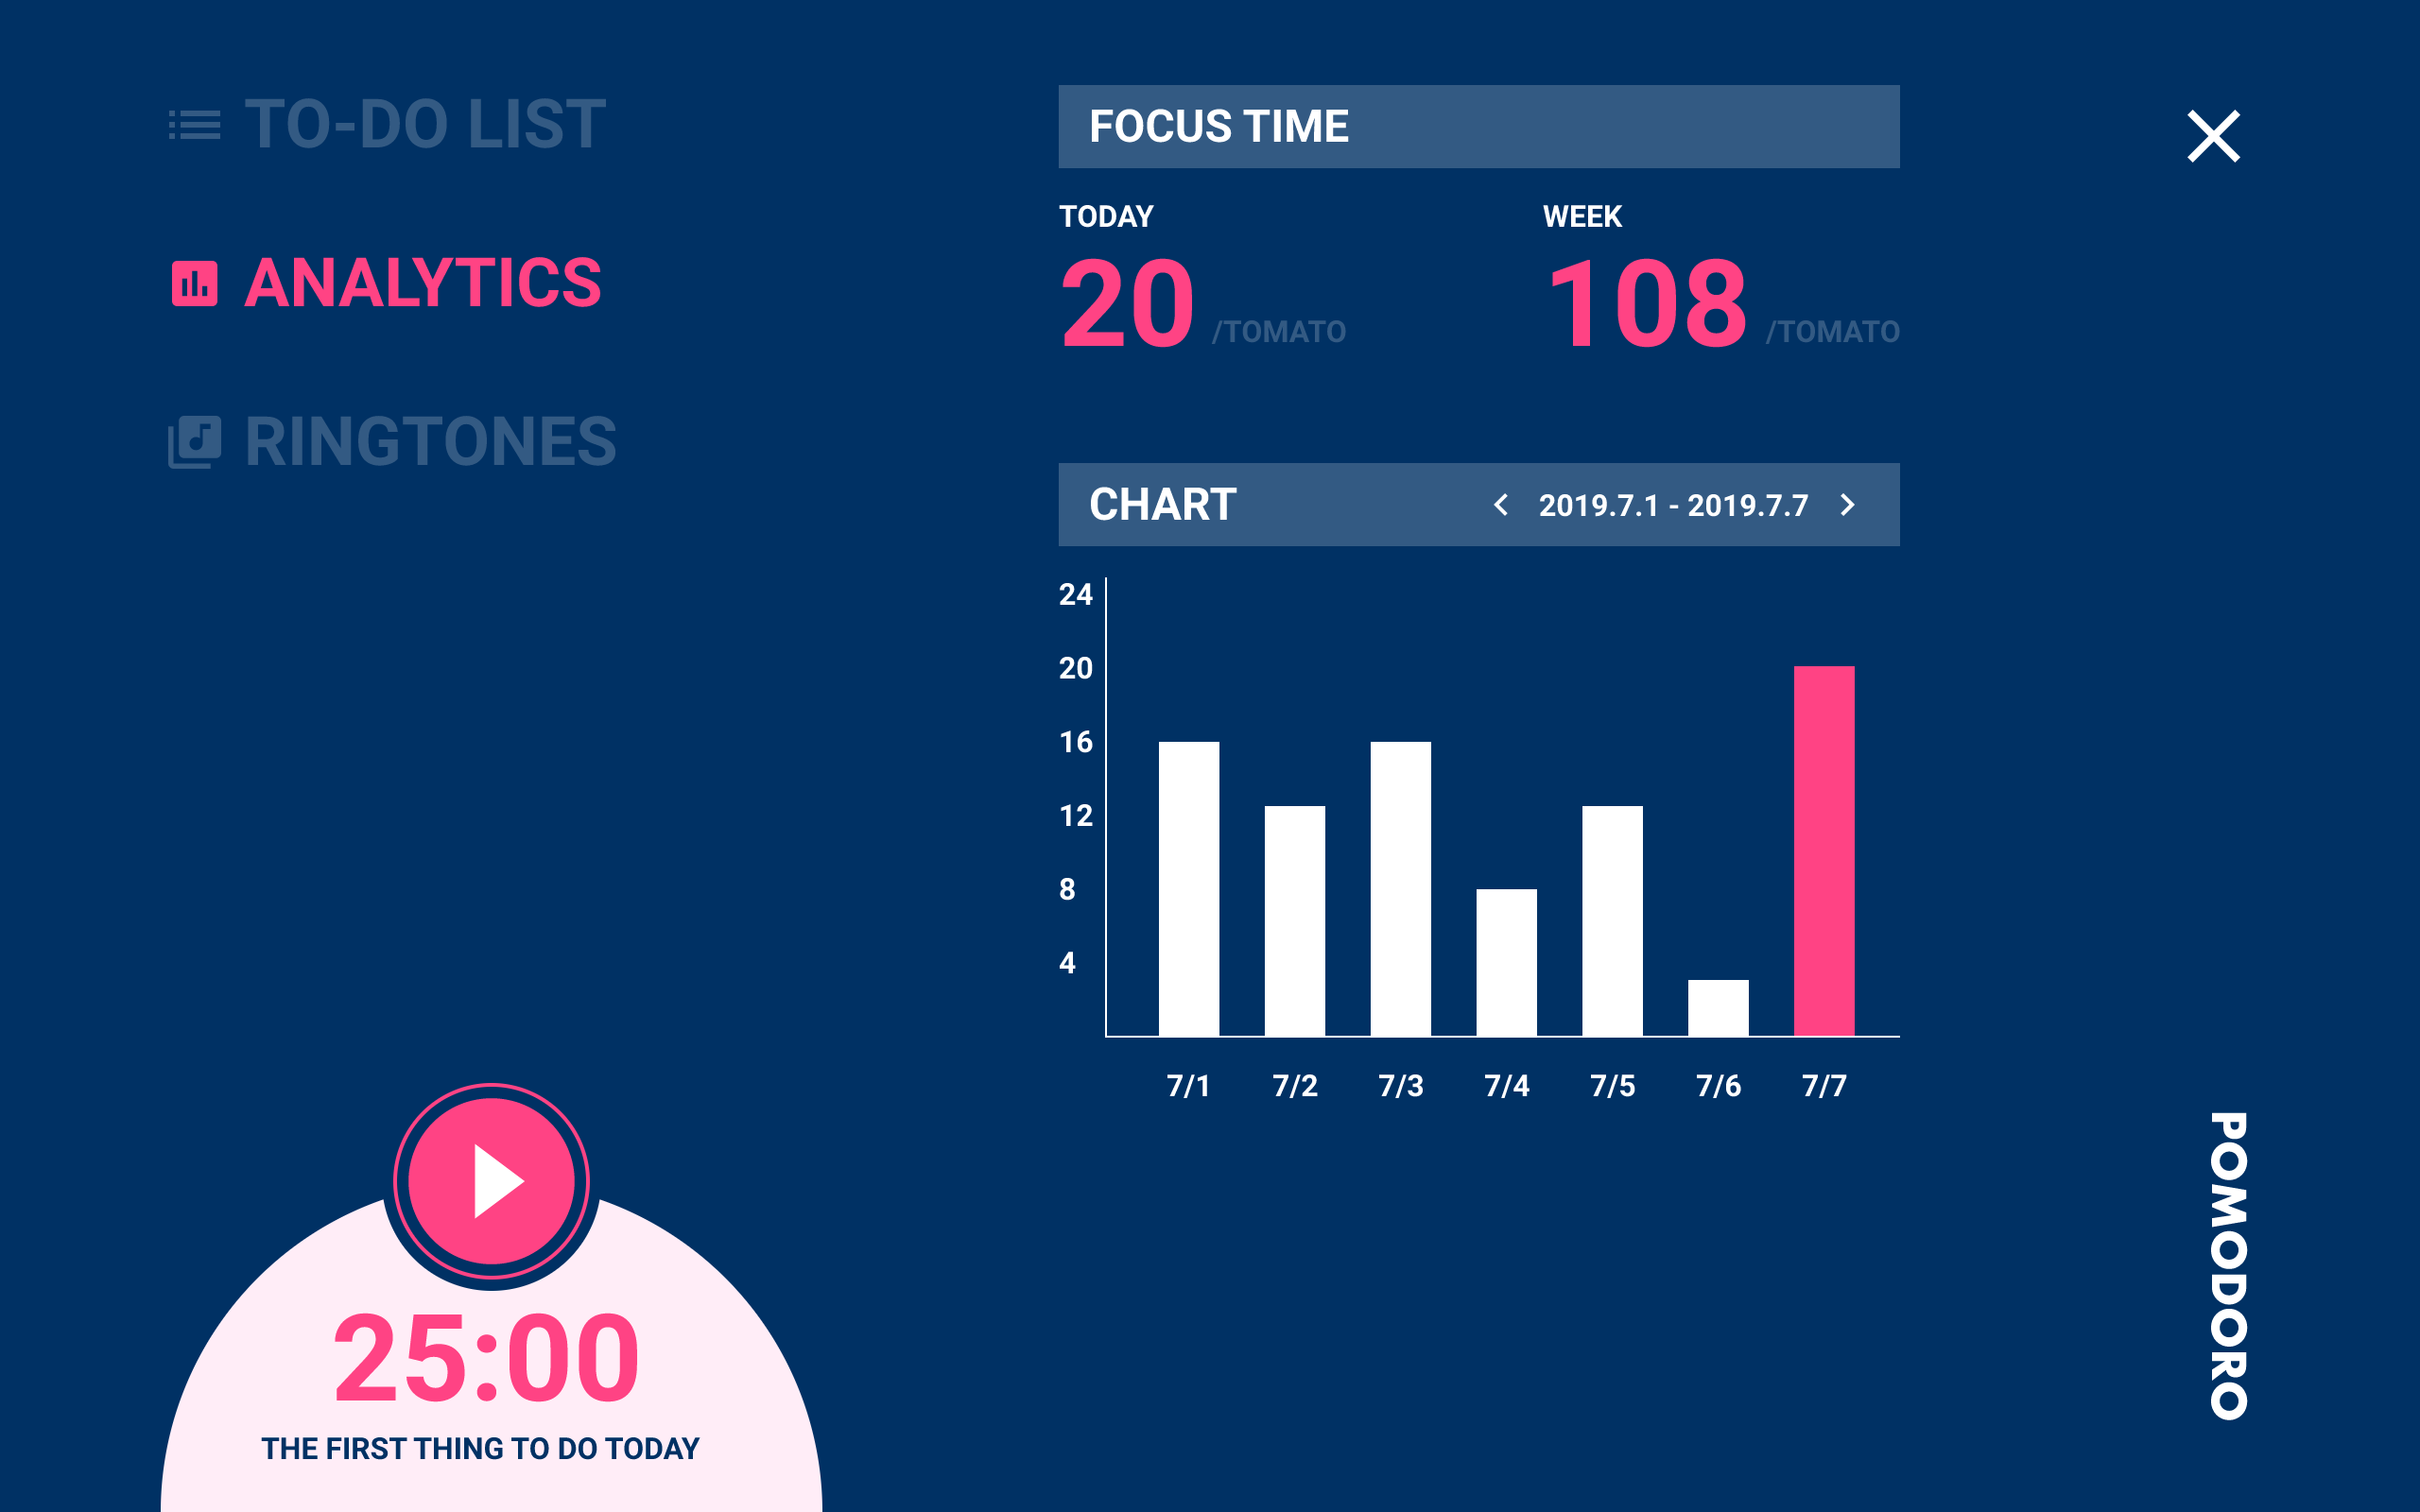 TO-DO LIST
ANALYTICS
RINGTONES
FOCUS TIME
TODAY
WEEK
20 /TOMATO
108 /TOMATO
CHART
2019.7.1 - 2019.7.7
24
20
16
12
8
4
7/1 7/2 7/3 7/4 7/5 7/6 7/7
25:00
THE FIRST THING TO DO TODAY
POMODORO